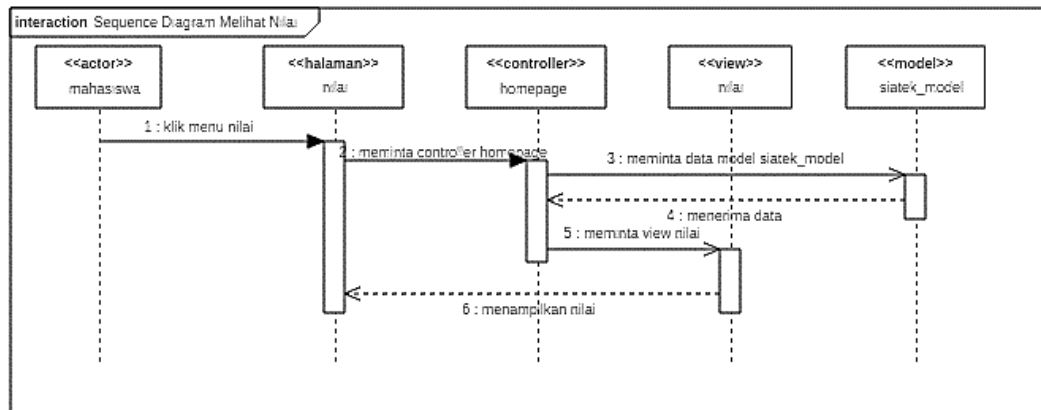 interaction Sequence Diagram Melihat Nilai
<<actor>>
mahasiswa
<<halaman>>
nilai
<<controller>>
homepage
<<view>>
nilai
<<model>>
siatek_model
1 : klik menu nilai
2 : meminta controller homepage
3 : meminta data model siatek_model
4 : menerima data
5 : meminta view nilai
6 : menampilkan nilai